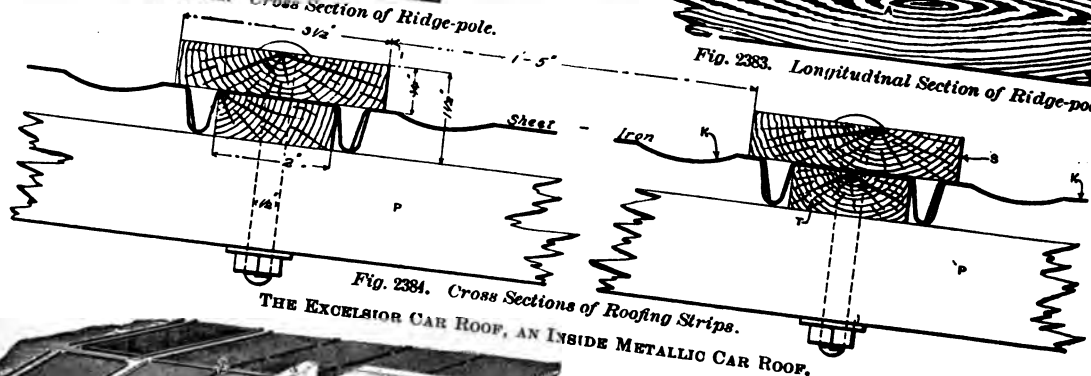 Cross Section of Ridge-pole.
A
Fig. 2383. Longitudinal Section of Ridge-po
3½"
1'-5"
1"
½"
1½"
Sheet - Iron
K
S
K
2"
½"
P
T
P
Fig. 2384. Cross Sections of Roofing Strips.
THE EXCELSIOR CAR ROOF, AN INSIDE METALLIC CAR ROOF.